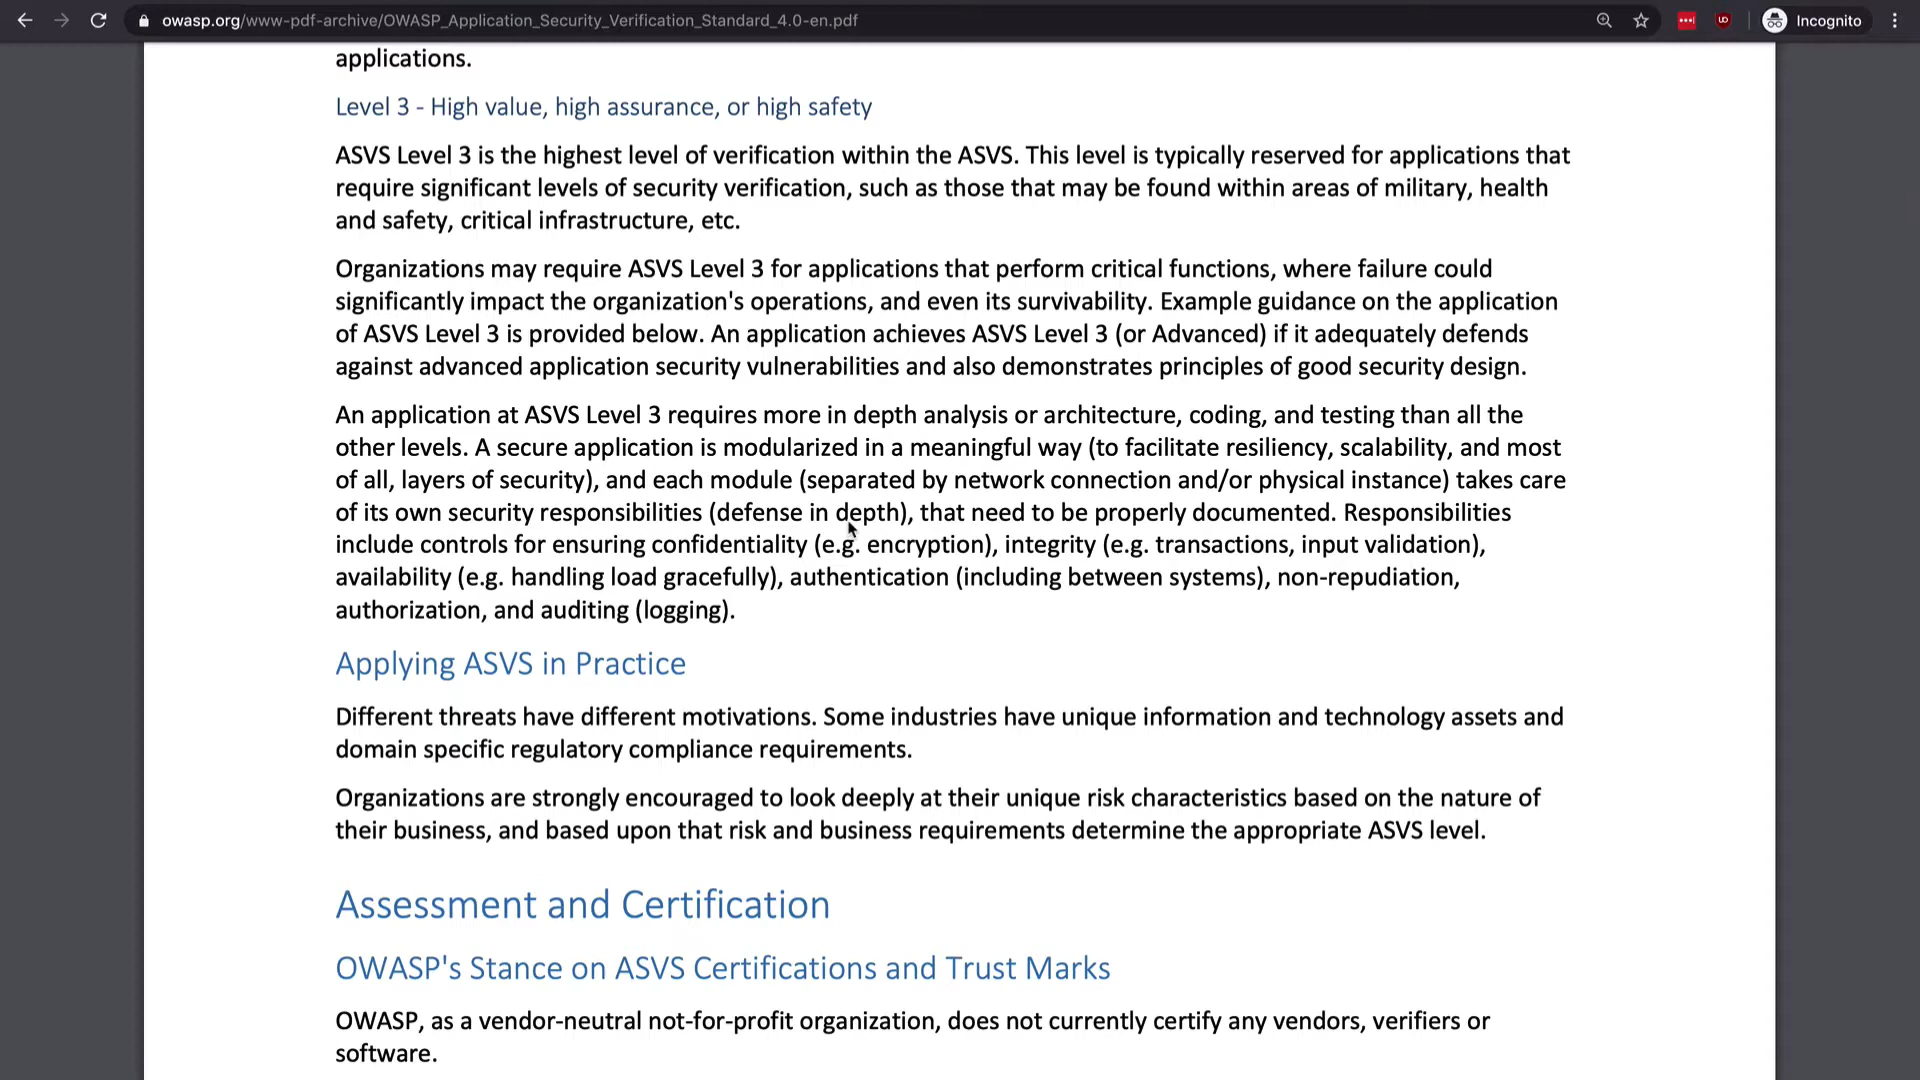 owasp.org/www-pdf-archive/OWASP_Application_Security_Verification_Standard_4.0-en.pdf
Incognito
applications.
Level 3 - High value, high assurance, or high safety
ASVS Level 3 is the highest level of verification within the ASVS. This level is typically reserved for applications that
require significant levels of security verification, such as those that may be found within areas of military, health
and safety, critical infrastructure, etc.
Organizations may require ASVS Level 3 for applications that perform critical functions, where failure could
significantly impact the organization's operations, and even its survivability. Example guidance on the application
of ASVS Level 3 is provided below. An application achieves ASVS Level 3 (or Advanced) if it adequately defends
against advanced application security vulnerabilities and also demonstrates principles of good security design.
An application at ASVS Level 3 requires more in depth analysis or architecture, coding, and testing than all the
other levels. A secure application is modularized in a meaningful way (to facilitate resiliency, scalability, and most
of all, layers of security), and each module (separated by network connection and/or physical instance) takes care
of its own security responsibilities (defense in depth), that need to be properly documented. Responsibilities
include controls for ensuring confidentiality (e.g. encryption), integrity (e.g. transactions, input validation),
availability (e.g. handling load gracefully), authentication (including between systems), non-repudiation,
authorization, and auditing (logging).
Applying ASVS in Practice
Different threats have different motivations. Some industries have unique information and technology assets and
domain specific regulatory compliance requirements.
Organizations are strongly encouraged to look deeply at their unique risk characteristics based on the nature of
their business, and based upon that risk and business requirements determine the appropriate ASVS level.
Assessment and Certification
OWASP's Stance on ASVS Certifications and Trust Marks
OWASP, as a vendor-neutral not-for-profit organization, does not currently certify any vendors, verifiers or
software.